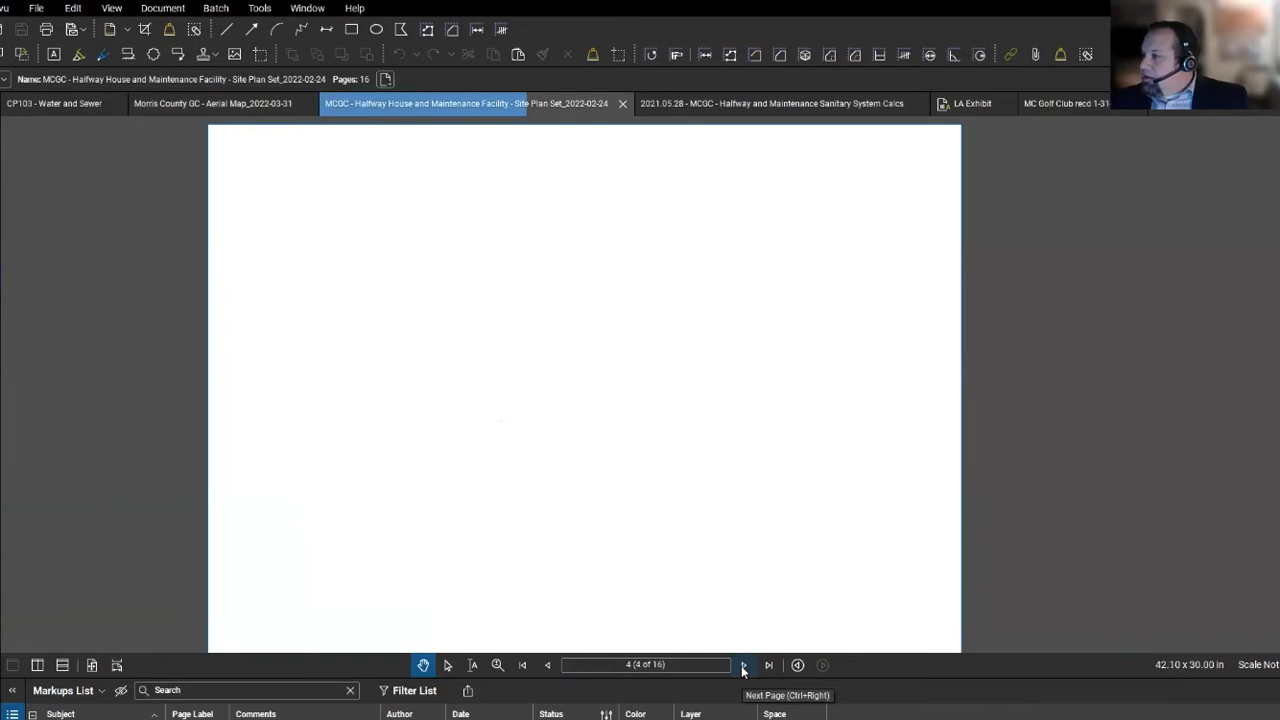 vu File Edit View Document Batch Tools Window Help
Name: MCGC - Halfway House and Maintenance Facility - Site Plan Set_2022-02-24 Pages: 16
CP103 - Water and Sewer Morris County GC - Aerial Map_2022-03-31 MCGC - Halfway House and Maintenance Facility - Site Plan Set_2022-02-24 2021.05.28 - MCGC - Halfway and Maintenance Sanitary System Calcs LA Exhibit MC Golf Club recd 1-31
4 (4 of 16) 42.10 x 30.00 in Scale Not
Markups List Search Filter List Next Page (Ctrl+Right)
Subject Page Label Comments Author Date Status Color Layer Space